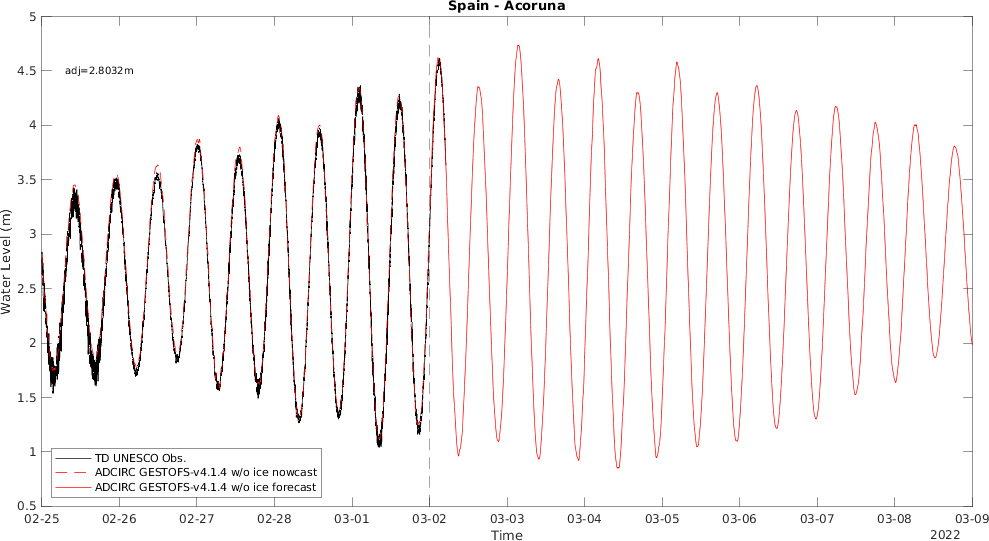 Spain - Acoruna
5
4.5
4
3.5
3
2.5
2
1.5
1
0.5
Water Level (m)
adj=2.8032m
TD UNESCO Obs.
ADCIRC GESTOFS-v4.1.4 w/o ice nowcast
ADCIRC GESTOFS-v4.1.4 w/o ice forecast
02-25 02-26 02-27 02-28 03-01 03-02 03-03 03-04 03-05 03-06 03-07 03-08 03-09
Time
2022